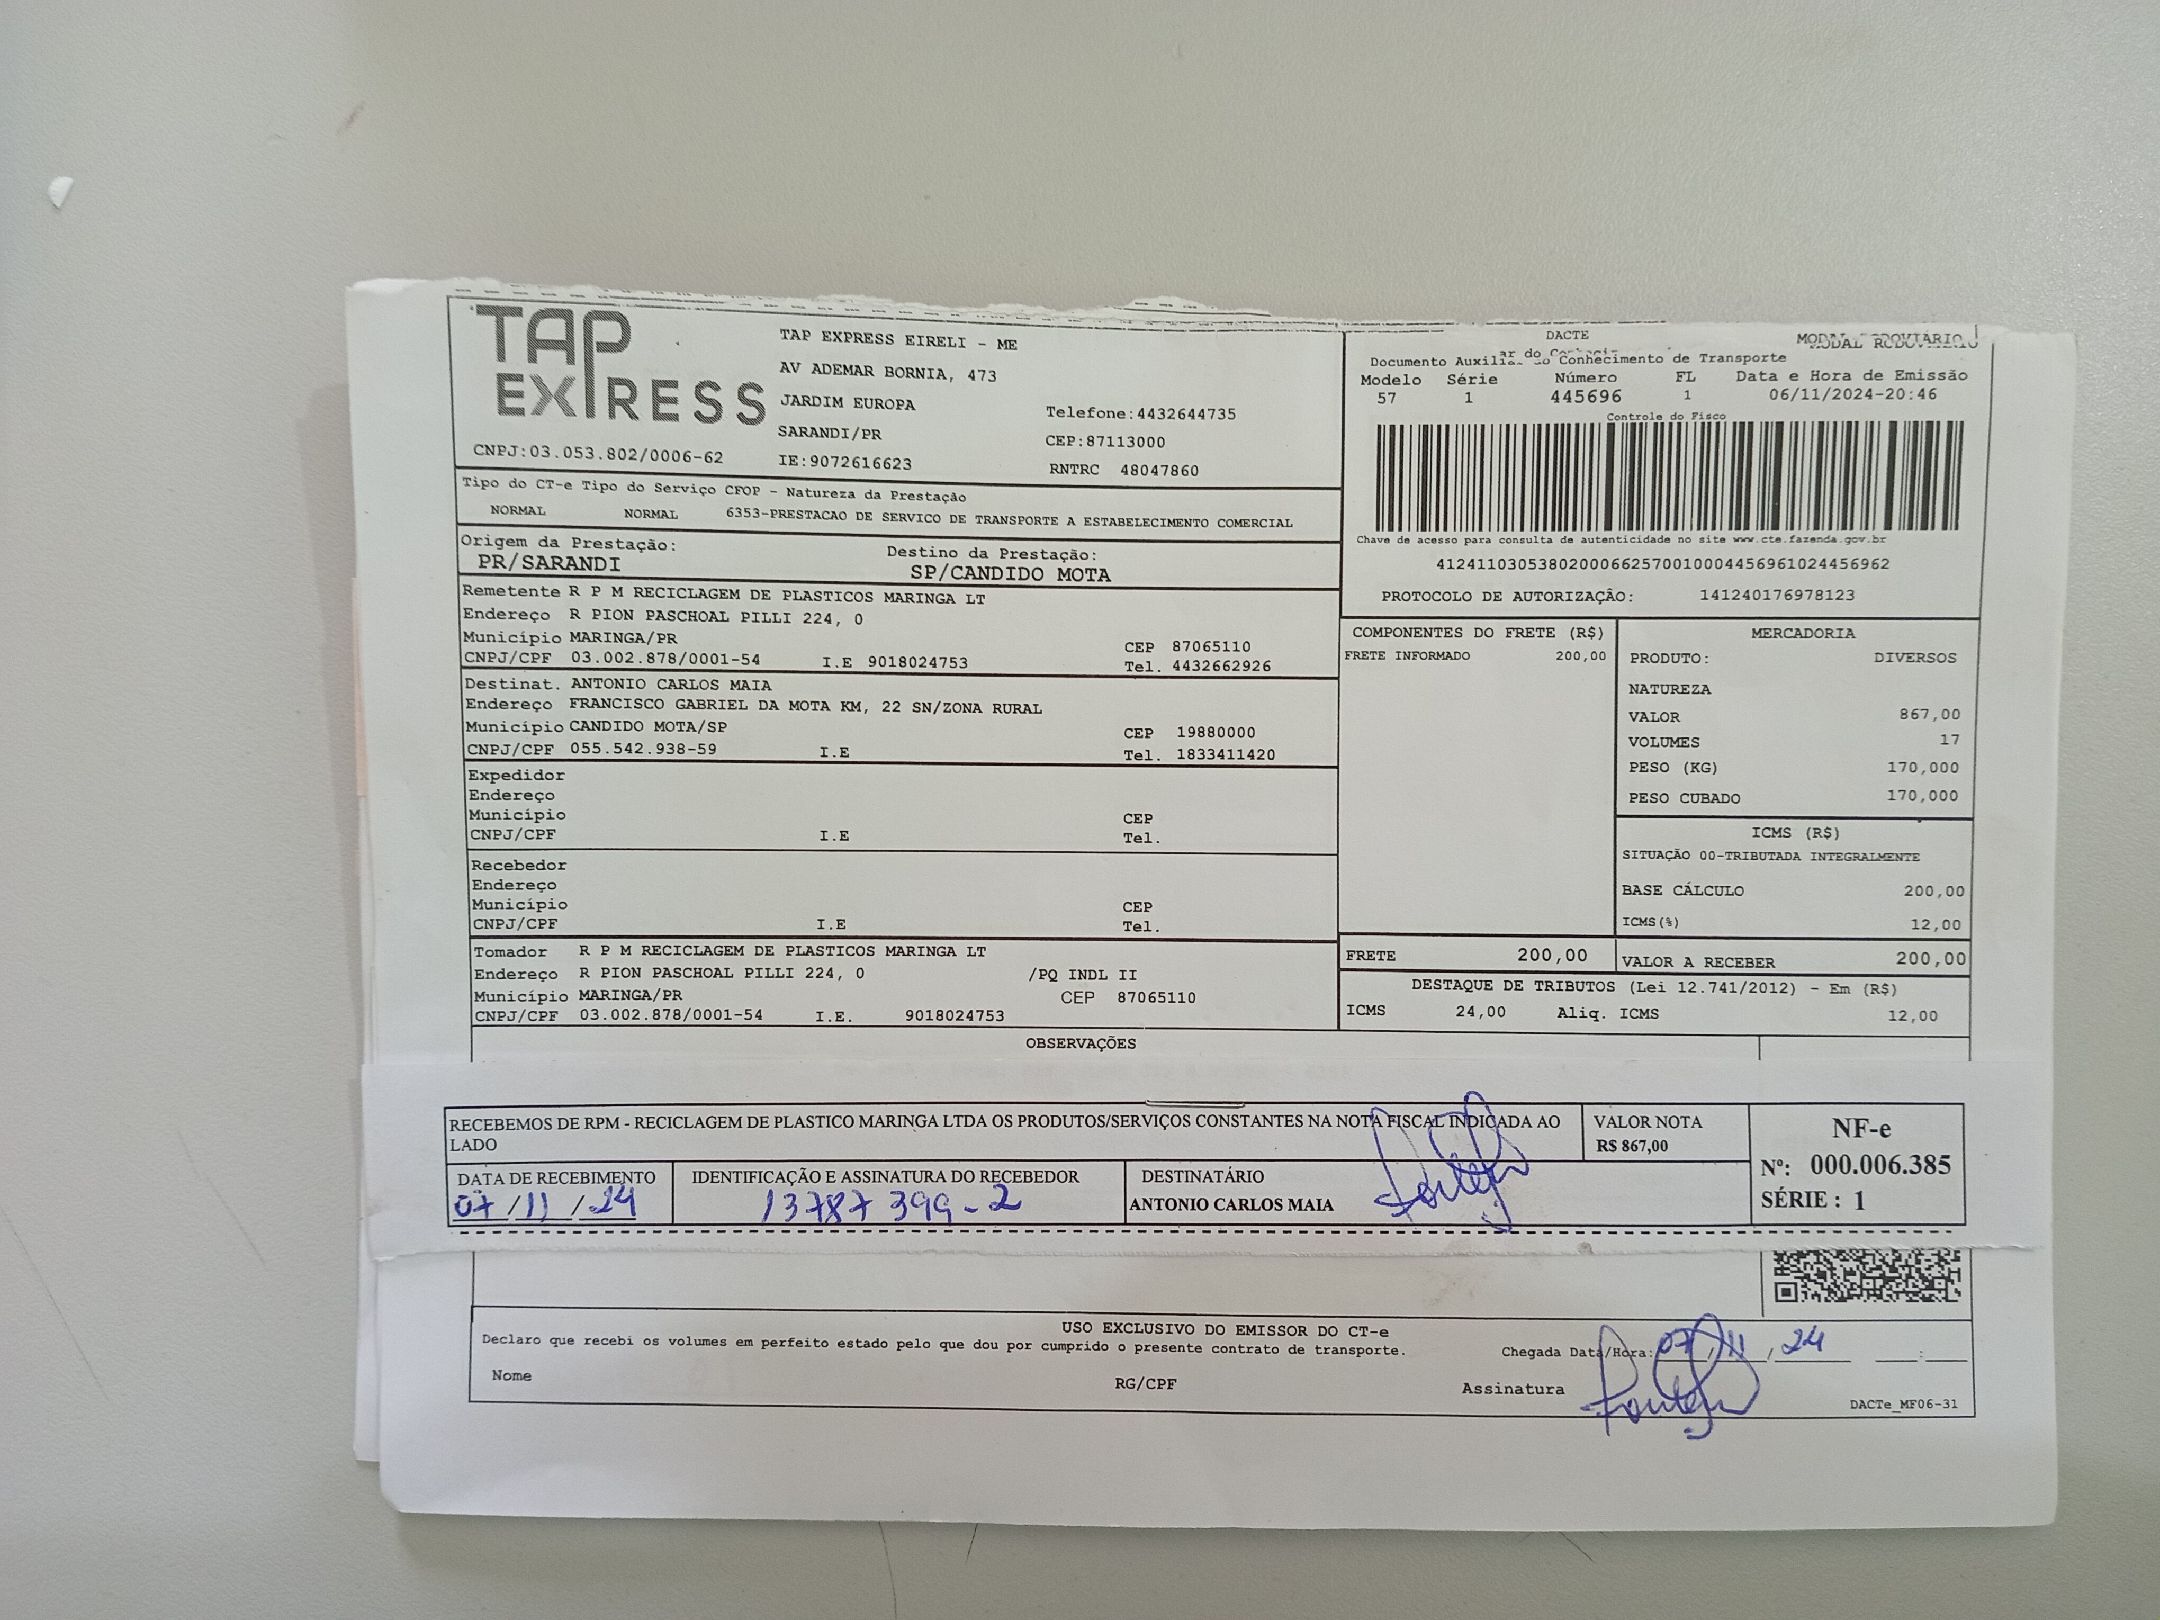 TAP
EXPRESS
TAP EXPRESS EIRELI - ME
AV ADEMAR BORNIA, 473
JARDIM EUROPA
SARANDI/PR
Telefone:4432644735
CEP:87113000
CNPJ:03.053.802/0006-62
IE:9072616623
RNTRC 48047860
DACTE
MODAL RODOVIARIO
Documento Auxiliar do Conhecimento de Transporte
Modelo Série Número FL Data e Hora de Emissão
57 1 445696 1 06/11/2024-20:46
Controle do Fisco
Chave de acesso para consulta de autenticidade no site www.cte.fazenda.gov.br
41241103053802000662570010004456961024456962
PROTOCOLO DE AUTORIZAÇÃO: 141240176978123
Tipo do CT-e Tipo do Serviço CFOP - Natureza da Prestação
NORMAL NORMAL 6353-PRESTACAO DE SERVICO DE TRANSPORTE A ESTABELECIMENTO COMERCIAL
Origem da Prestação: Destino da Prestação:
PR/SARANDI SP/CANDIDO MOTA
Remetente R P M RECICLAGEM DE PLASTICOS MARINGA LT
Endereço R PION PASCHOAL PILLI 224, 0
Município MARINGA/PR CEP 87065110
CNPJ/CPF 03.002.878/0001-54 I.E 9018024753 Tel. 4432662926
Destinat. ANTONIO CARLOS MAIA
Endereço FRANCISCO GABRIEL DA MOTA KM, 22 SN/ZONA RURAL
Município CANDIDO MOTA/SP CEP 19880000
CNPJ/CPF 055.542.938-59 I.E Tel. 1833411420
Expedidor
Endereço
Município CEP
CNPJ/CPF I.E Tel.
Recebedor
Endereço
Município CEP
CNPJ/CPF I.E Tel.
Tomador R P M RECICLAGEM DE PLASTICOS MARINGA LT
Endereço R PION PASCHOAL PILLI 224, 0 /PQ INDL II
Município MARINGA/PR CEP 87065110
CNPJ/CPF 03.002.878/0001-54 I.E. 9018024753
COMPONENTES DO FRETE (R$)
FRETE INFORMADO 200,00
MERCADORIA
PRODUTO: DIVERSOS
NATUREZA
VALOR 867,00
VOLUMES 17
PESO (KG) 170,000
PESO CUBADO 170,000
ICMS (R$)
SITUAÇÃO 00-TRIBUTADA INTEGRALMENTE
BASE CÁLCULO 200,00
ICMS(%) 12,00
FRETE 200,00 VALOR A RECEBER 200,00
DESTAQUE DE TRIBUTOS (Lei 12.741/2012) - Em (R$)
ICMS 24,00 Aliq. ICMS 12,00
OBSERVAÇÕES
RECEBEMOS DE RPM - RECICLAGEM DE PLASTICO MARINGA LTDA OS PRODUTOS/SERVIÇOS CONSTANTES NA NOTA FISCAL INDICADA AO
LADO
VALOR NOTA
R$ 867,00
NF-e
Nº: 000.006.385
SÉRIE : 1
DATA DE RECEBIMENTO IDENTIFICAÇÃO E ASSINATURA DO RECEBEDOR DESTINATÁRIO
07/11/24 13787399-2 ANTONIO CARLOS MAIA
USO EXCLUSIVO DO EMISSOR DO CT-e
Declaro que recebi os volumes em perfeito estado pelo que dou por cumprido o presente contrato de transporte.
Chegada Data/Hora: 07/11/24 :
Nome RG/CPF Assinatura
DACTe_MF06-31